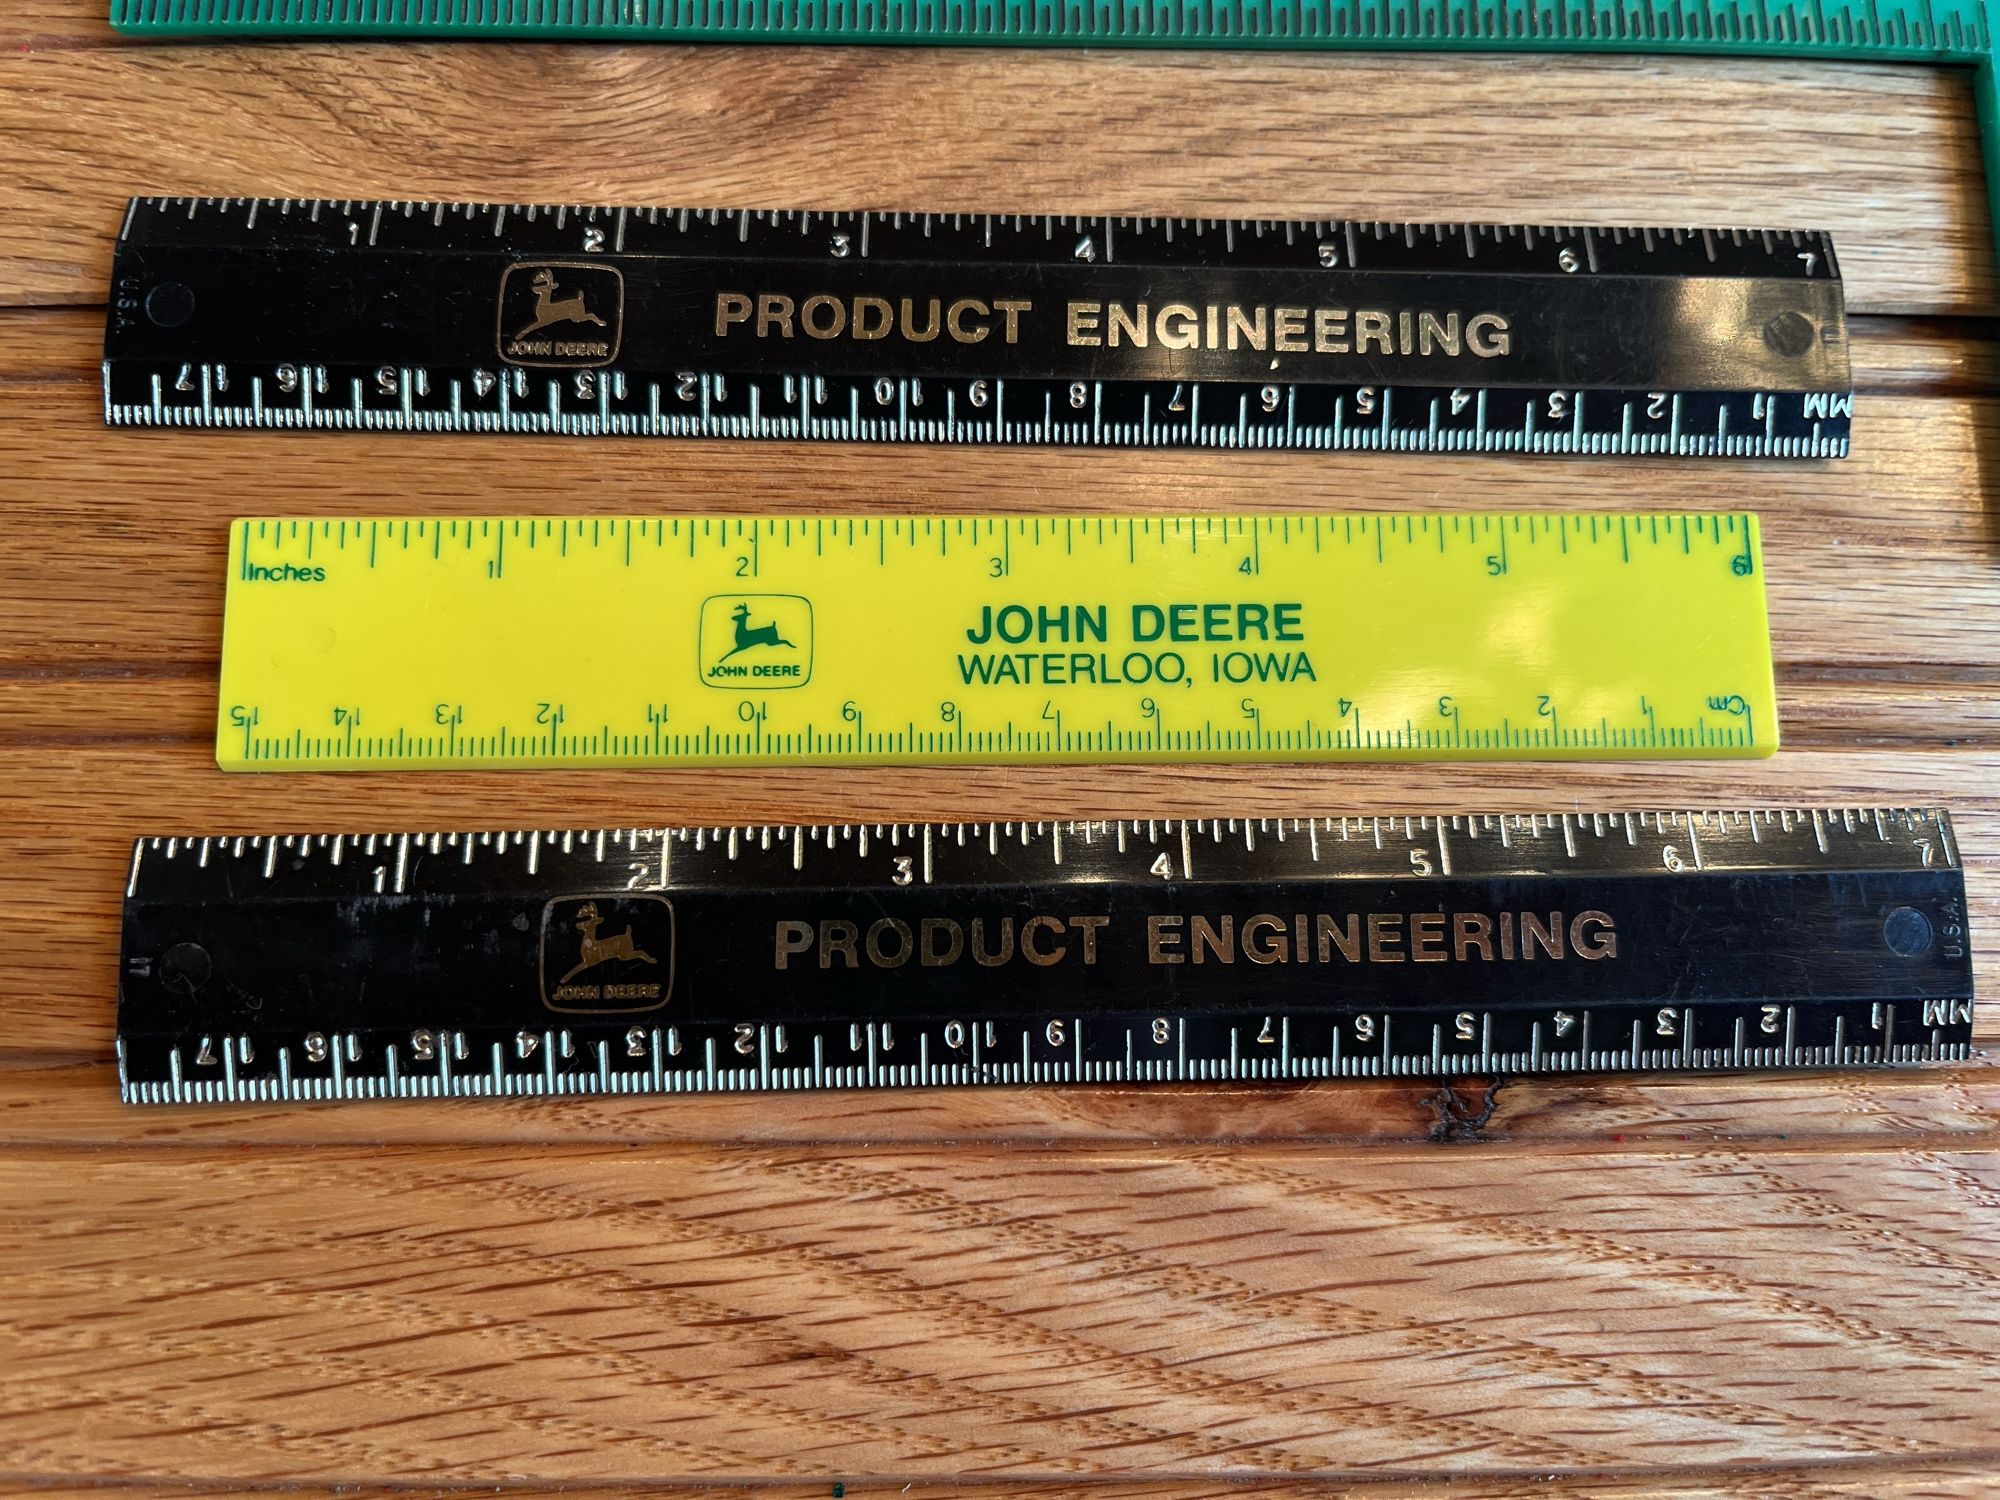 1 2 3 4 5 6 7
U.S.A.
JOHN DEERE
PRODUCT ENGINEERING
17 16 15 14 13 12 11 10 9 8 7 6 5 4 3 2 1 MM
Inches 1 2 3 4 5 6
JOHN DEERE
JOHN DEERE
WATERLOO, IOWA
15 14 13 12 11 10 9 8 7 6 5 4 3 2 1 Cm
1 2 3 4 5 6 7
JOHN DEERE
PRODUCT ENGINEERING
U.S.A.
17 16 15 14 13 12 11 10 9 8 7 6 5 4 3 2 1 MM